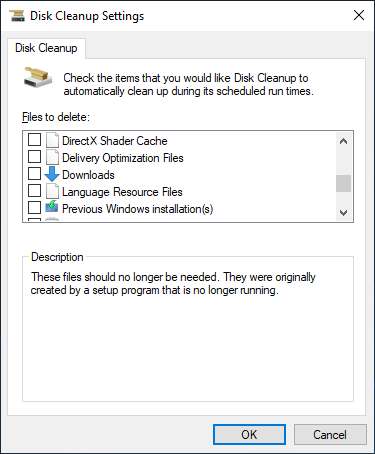 Disk Cleanup Settings
Disk Cleanup
Check the items that you would like Disk Cleanup to
automatically clean up during its scheduled run times.
Files to delete:
DirectX Shader Cache
Delivery Optimization Files
Downloads
Language Resource Files
Previous Windows installation(s)
Description
These files should no longer be needed. They were originally
created by a setup program that is no longer running.
OK
Cancel